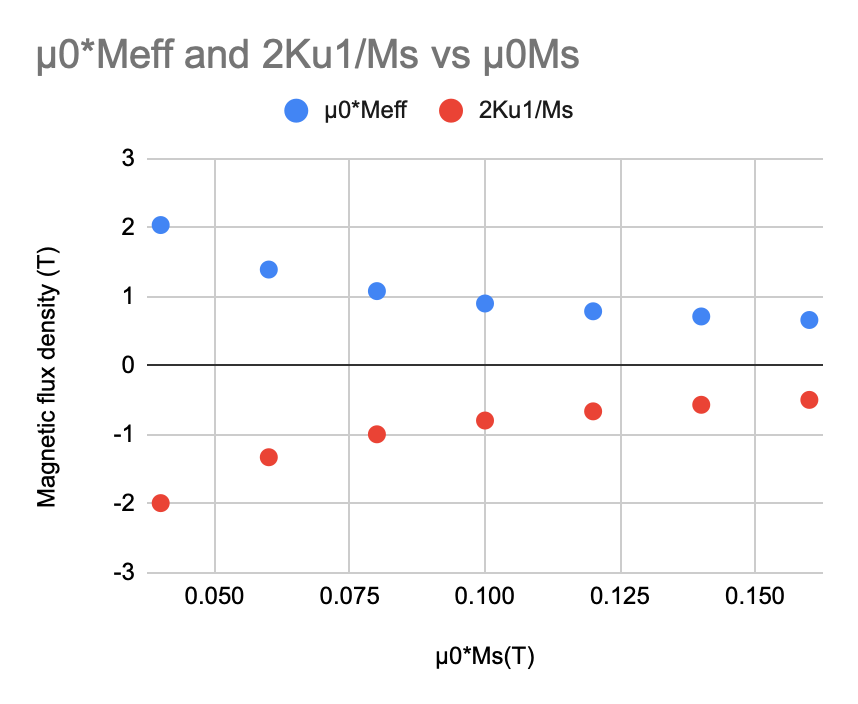 µ0*Meff and 2Ku1/Ms vs µ0Ms
µ0*Meff
2Ku1/Ms
Magnetic flux density (T)
3
2
1
0
-1
-2
-3
0.050
0.075
0.100
0.125
0.150
µ0*Ms(T)